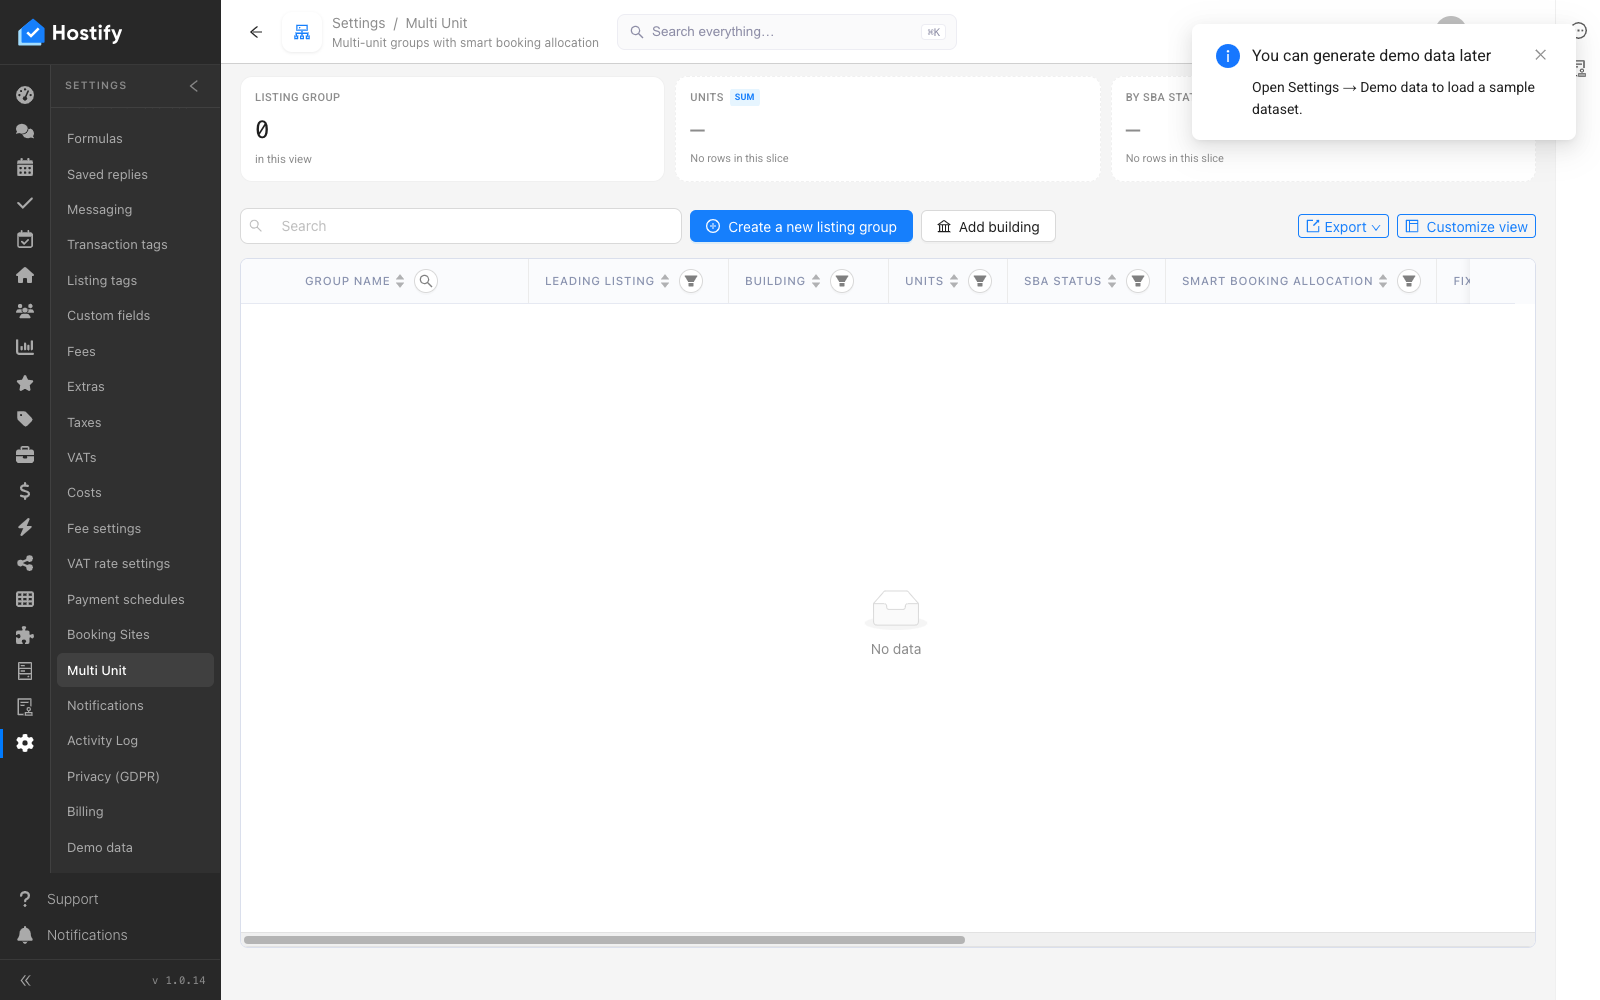 Hostify
SETTINGS
Formulas
Saved replies
Messaging
Transaction tags
Listing tags
Custom fields
Fees
Extras
Taxes
VATs
Costs
Fee settings
VAT rate settings
Payment schedules
Booking Sites
Multi Unit
Notifications
Activity Log
Privacy (GDPR)
Billing
Demo data
Support
Notifications
v 1.0.14
Settings / Multi Unit
Multi-unit groups with smart booking allocation
Search everything... ⌘K
You can generate demo data later
Open Settings → Demo data to load a sample
dataset.
LISTING GROUP
0
in this view
UNITS SUM
—
No rows in this slice
BY SBA STAT
—
No rows in this slice
Search
Create a new listing group
Add building
Export
Customize view
GROUP NAME LEADING LISTING BUILDING UNITS SBA STATUS SMART BOOKING ALLOCATION FIX
No data